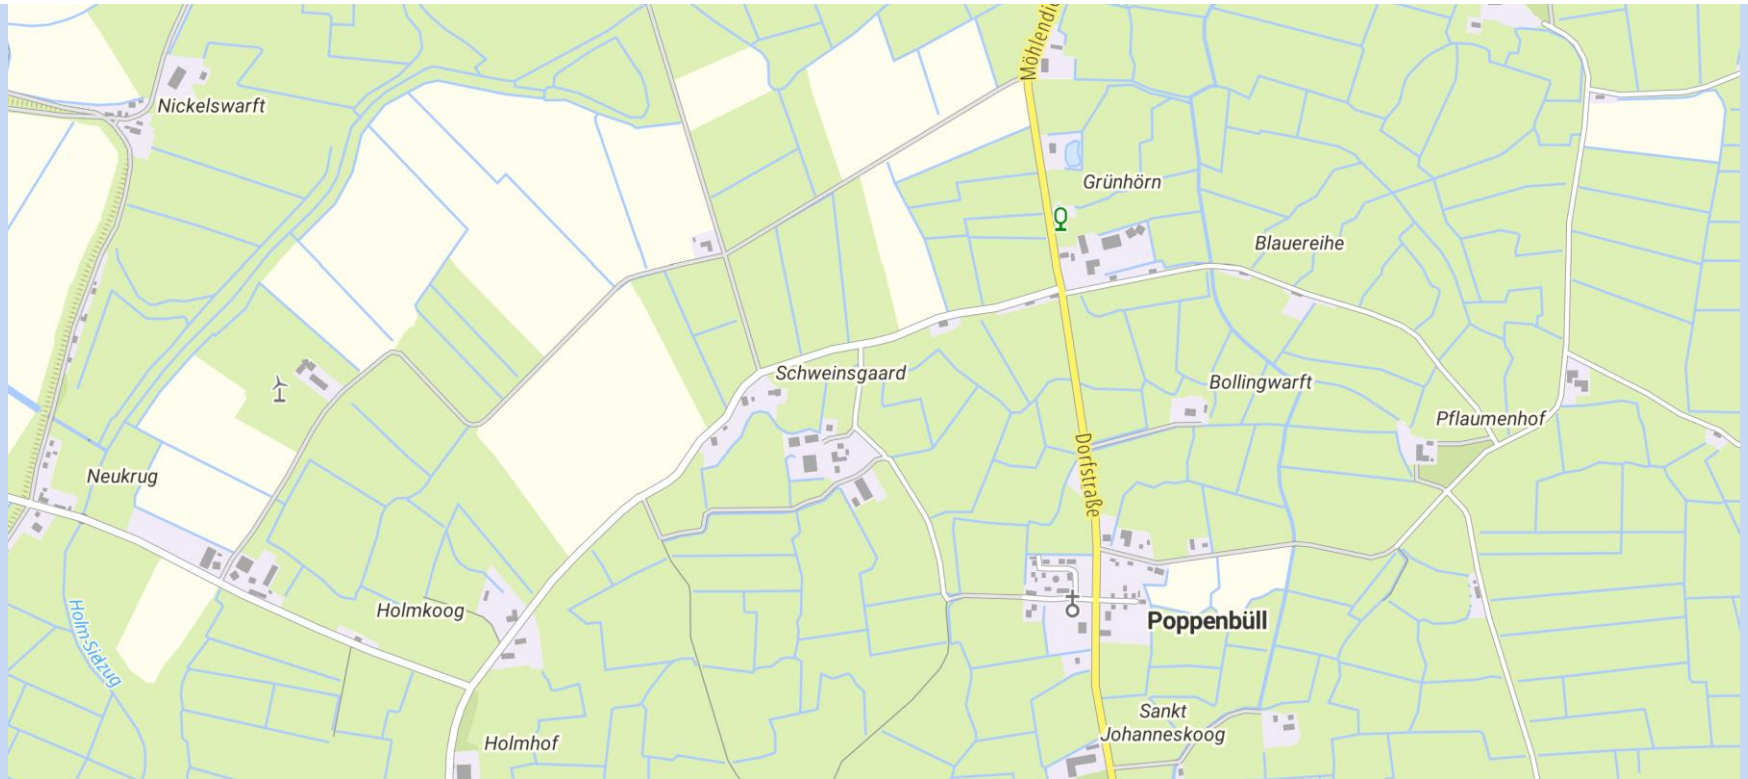 Möhlendi
Nickelswarft
Grünhörn
Blauereihe
Schweinsgaard
Bollingwarft
Pflaumenhof
Dorfstraße
Neukrug
Holmkoog
Holm-Sielzug
Poppenbüll
Sankt
Johanneskoog
Holmhof